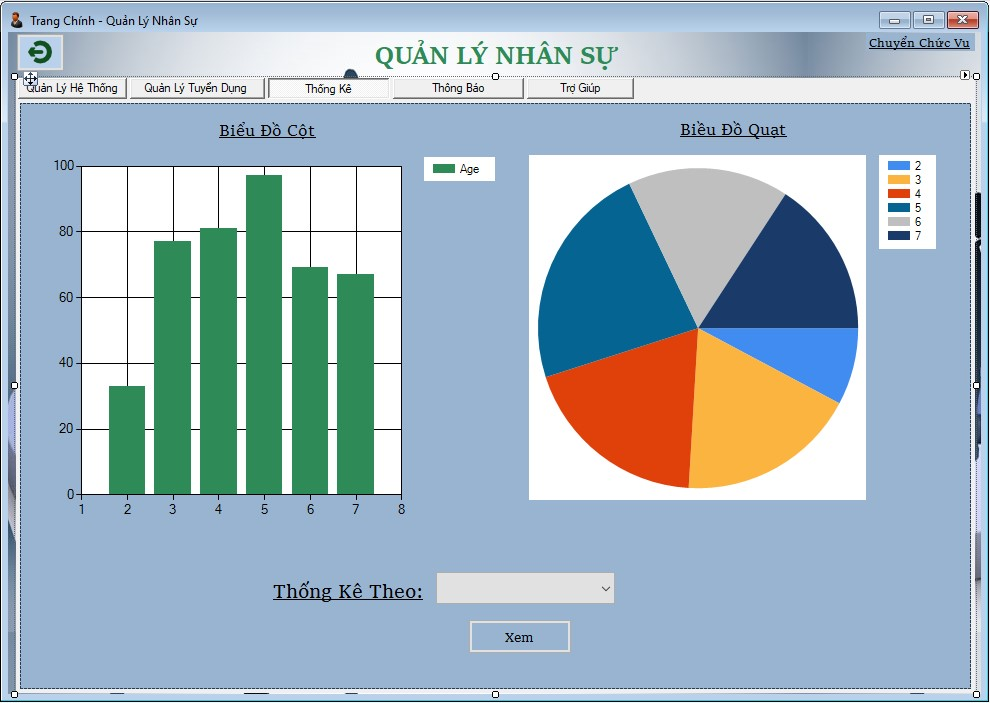 Trang Chính - Quản Lý Nhân Sự
QUẢN LÝ NHÂN SỰ
Chuyển Chức Vu
Quản Lý Hệ Thống
Quản Lý Tuyển Dụng
Thống Kê
Thông Báo
Trợ Giúp
Biểu Đồ Cột
Biều Đồ Quạt
100
80
60
40
20
0
1 2 3 4 5 6 7 8
Age
2
3
4
5
6
7
Thống Kê Theo:
Xem